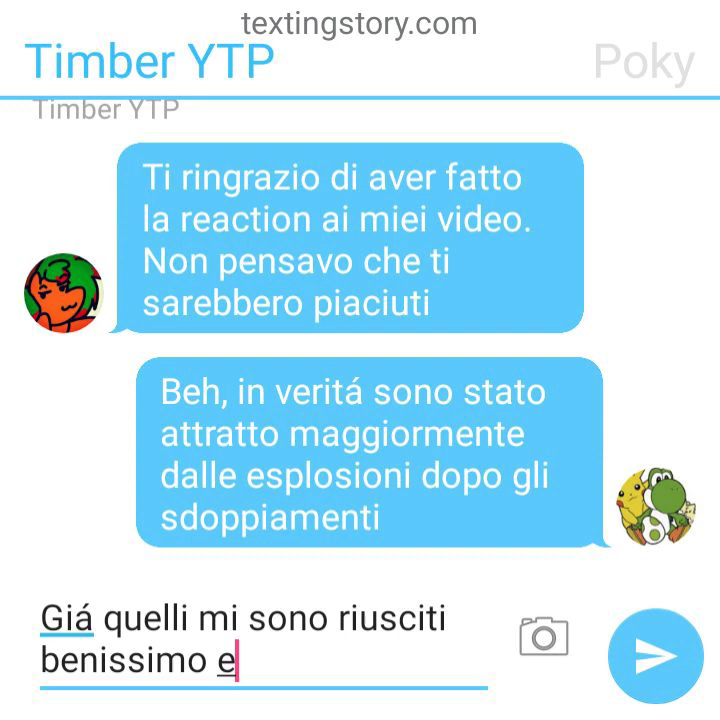 textingstory.com
Timber YTP
Poky
Timber YTP
Ti ringrazio di aver fatto
la reaction ai miei video.
Non pensavo che ti
sarebbero piaciuti
Beh, in veritá sono stato
attratto maggiormente
dalle esplosioni dopo gli
sdoppiamenti
Giá quelli mi sono riusciti
benissimo e